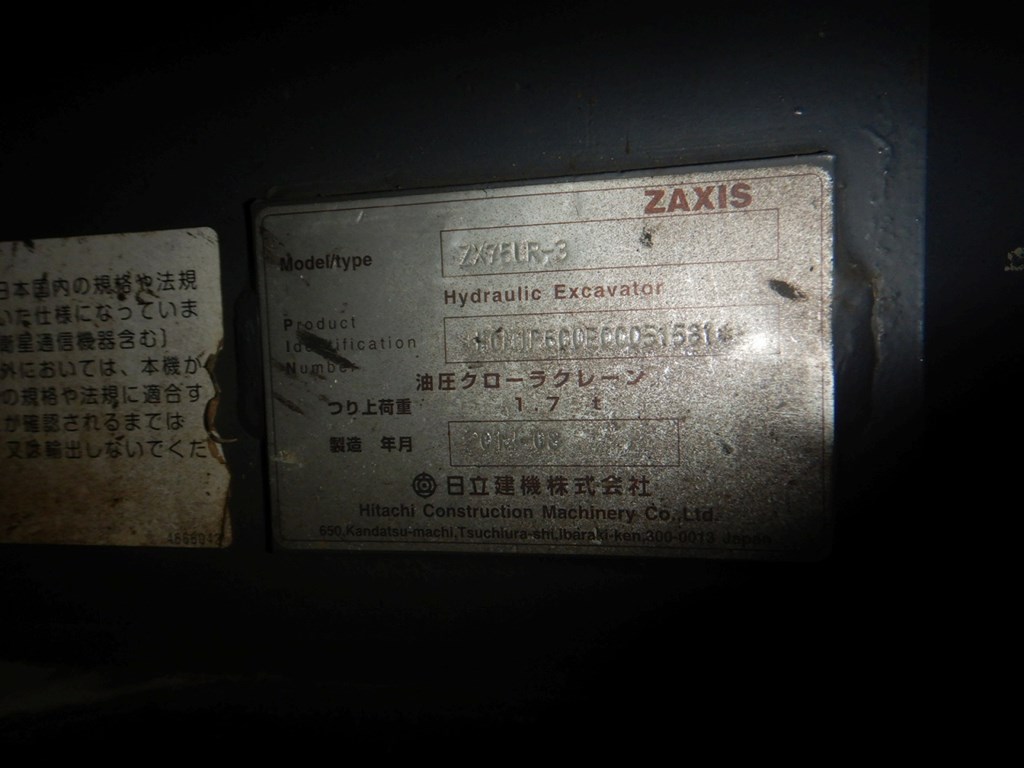 日本国内の規格や法規
いた仕様になっていま
衛星通信機器含む)
外においては、本機が
の規格や法規に適合す
が確認されるまでは
又は輸出しないでくだ
ZAXIS
Model/type ZX75UR-3
Hydraulic Excavator
Product
Identification
Number
油圧クローラクレーン
つり上荷重 1.7 t
製造 年月
日立建機株式会社
Hitachi Construction Machinery Co.,Ltd.
650,Kandatsu-machi,Tsuchiura-shi,Ibaraki-ken,300-0013 Japan